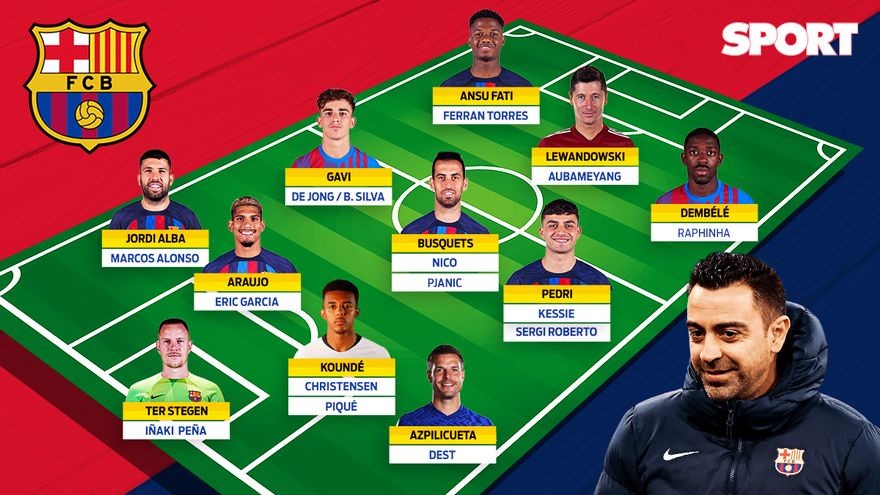 FCB
SPORT
ANSU FATI
FERRAN TORRES
LEWANDOWSKI
AUBAMEYANG
GAVI
DE JONG / B. SILVA
DEMBÉLÉ
RAPHINHA
JORDI ALBA
MARCOS ALONSO
BUSQUETS
NICO
PJANIC
ARAUJO
ERIC GARCIA
PEDRI
KESSIE
SERGI ROBERTO
KOUNDÉ
CHRISTENSEN
PIQUÉ
TER STEGEN
IÑAKI PEÑA
AZPILICUETA
DEST